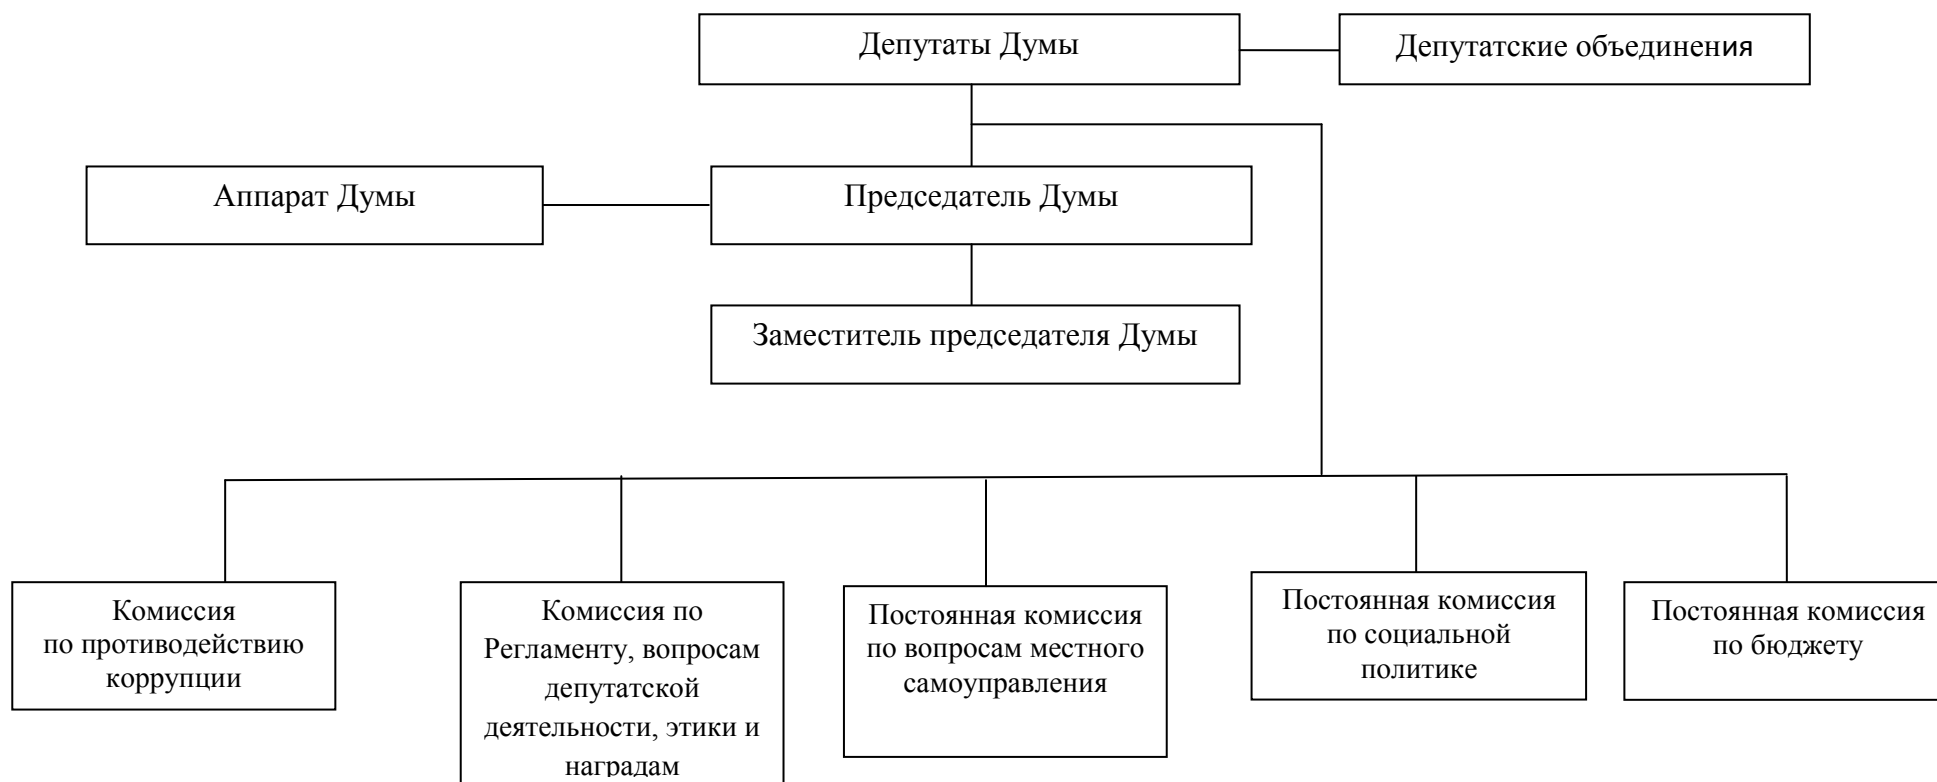 Депутаты Думы
Депутатские объединения
Аппарат Думы
Председатель Думы
Заместитель председателя Думы
Комиссия
по противодействию
коррупции
Комиссия по
Регламенту, вопросам
депутатской
деятельности, этики и
наградам
Постоянная комиссия
по вопросам местного
самоуправления
Постоянная комиссия
по социальной
политике
Постоянная комиссия
по бюджету